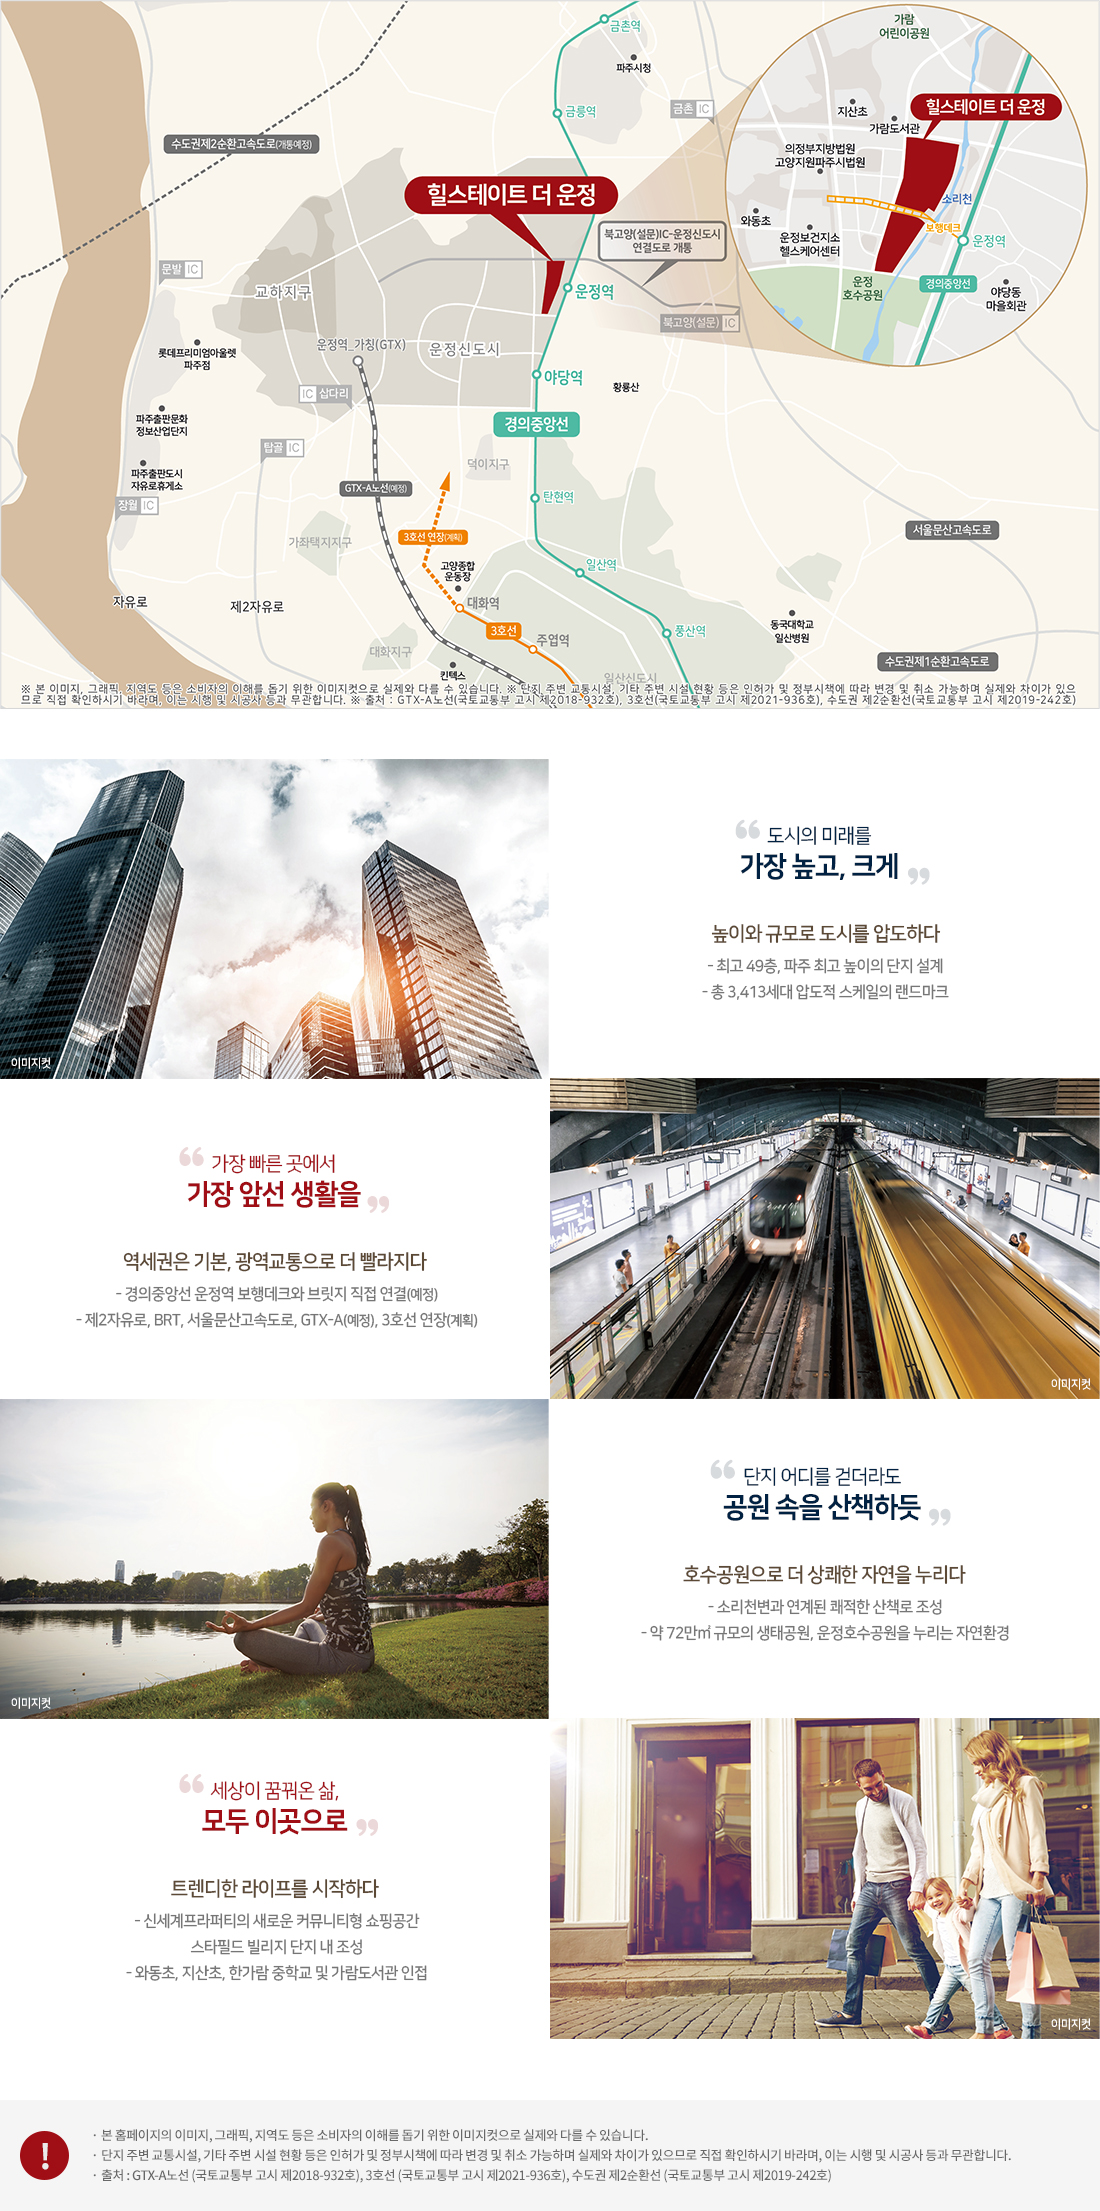 금촌역
파주시청
금릉역
금촌 IC
수도권제2순환고속도로(개통예정)
힐스테이트 더 운정
북고양(설문)IC-운정신도시
연결도로 개통
문발 IC
교하지구
운정역
북고양(설문) IC
롯데프리미엄아울렛
파주점
운정역_가칭(GTX)
운정신도시
야당역
황룡산
IC 삽다리
파주출판문화
정보산업단지
경의중앙선
탑골 IC
덕이지구
파주출판도시
자유로휴게소
GTX-A노선(예정)
탄현역
장월 IC
서울문산고속도로
3호선 연장(계획)
가좌택지지구
고양종합
운동장
일산역
자유로
제2자유로
대화역
동국대학교
일산병원
3호선
주엽역
풍산역
대화지구
킨텍스
일산신도시
수도권제1순환고속도로
가람
어린이공원
지산초
힐스테이트 더 운정
가람도서관
의정부지방법원
고양지원파주시법원
소리천
와동초
운정보건지소
헬스케어센터
보행데크
운정역
운정
호수공원
경의중앙선
야당동
마을회관
※ 본 이미지, 그래픽, 지역도 등은 소비자의 이해를 돕기 위한 이미지컷으로 실제와 다를 수 있습니다. ※ 단지 주변 교통시설, 기타 주변 시설 현황 등은 인허가 및 정부시책에 따라 변경 및 취소 가능하며 실제와 차이가 있으
므로 직접 확인하시기 바라며, 이는 시행 및 시공사 등과 무관합니다. ※ 출처 : GTX-A노선(국토교통부 고시 제2018-932호), 3호선(국토교통부 고시 제2021-936호), 수도권 제2순환선(국토교통부 고시 제2019-242호)
이미지컷
“ 도시의 미래를
가장 높고, 크게 ”
높이와 규모로 도시를 압도하다
- 최고 49층, 파주 최고 높이의 단지 설계
- 총 3,413세대 압도적 스케일의 랜드마크
“ 가장 빠른 곳에서
가장 앞선 생활을 ”
역세권은 기본, 광역교통으로 더 빨라지다
- 경의중앙선 운정역 보행데크와 브릿지 직접 연결(예정)
- 제2자유로, BRT, 서울문산고속도로, GTX-A(예정), 3호선 연장(계획)
이미지컷
이미지컷
“ 단지 어디를 걷더라도
공원 속을 산책하듯 ”
호수공원으로 더 상쾌한 자연을 누리다
- 소리천변과 연계된 쾌적한 산책로 조성
- 약 72만㎡ 규모의 생태공원, 운정호수공원을 누리는 자연환경
“ 세상이 꿈꿔온 삶,
모두 이곳으로 ”
트렌디한 라이프를 시작하다
- 신세계프라퍼티의 새로운 커뮤니티형 쇼핑공간
스타필드 빌리지 단지 내 조성
- 와동초, 지산초, 한가람 중학교 및 가람도서관 인접
이미지컷
!
· 본 홈페이지의 이미지, 그래픽, 지역도 등은 소비자의 이해를 돕기 위한 이미지컷으로 실제와 다를 수 있습니다.
· 단지 주변 교통시설, 기타 주변 시설 현황 등은 인허가 및 정부시책에 따라 변경 및 취소 가능하며 실제와 차이가 있으므로 직접 확인하시기 바라며, 이는 시행 및 시공사 등과 무관합니다.
· 출처 : GTX-A노선 (국토교통부 고시 제2018-932호), 3호선 (국토교통부 고시 제2021-936호), 수도권 제2순환선 (국토교통부 고시 제2019-242호)